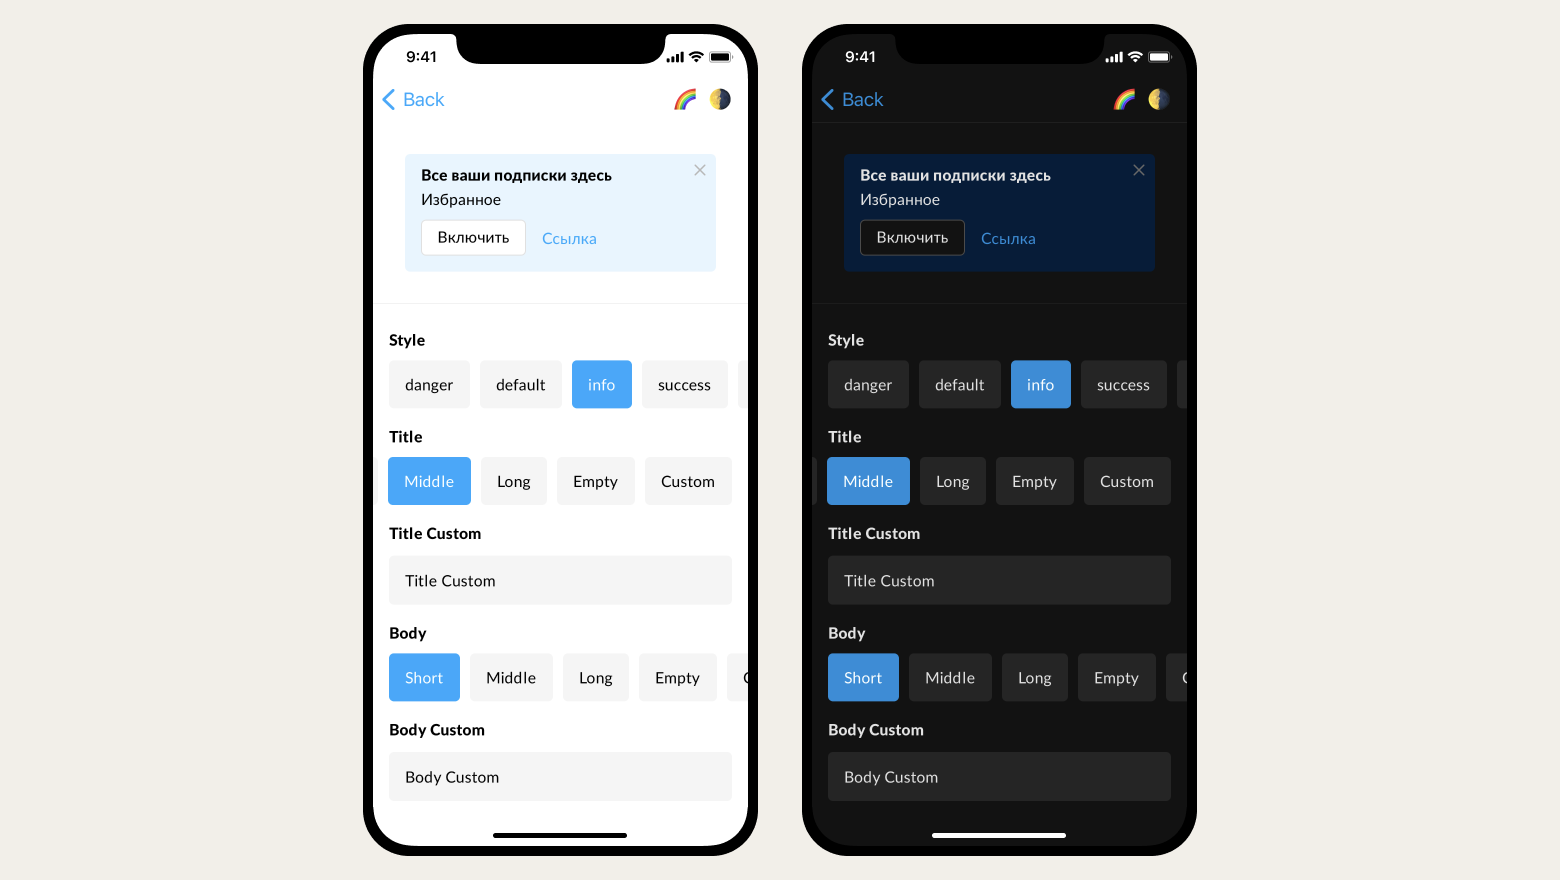 9:41
Back
Все ваши подписки здесь
Избранное
Включить Ссылка
Style
danger default info success
Title
Middle Long Empty Custom
Title Custom
Title Custom
Body
Short Middle Long Empty
Body Custom
Body Custom
9:41
Back
Все ваши подписки здесь
Избранное
Включить Ссылка
Style
danger default info success
Title
Middle Long Empty Custom
Title Custom
Title Custom
Body
Short Middle Long Empty
Body Custom
Body Custom